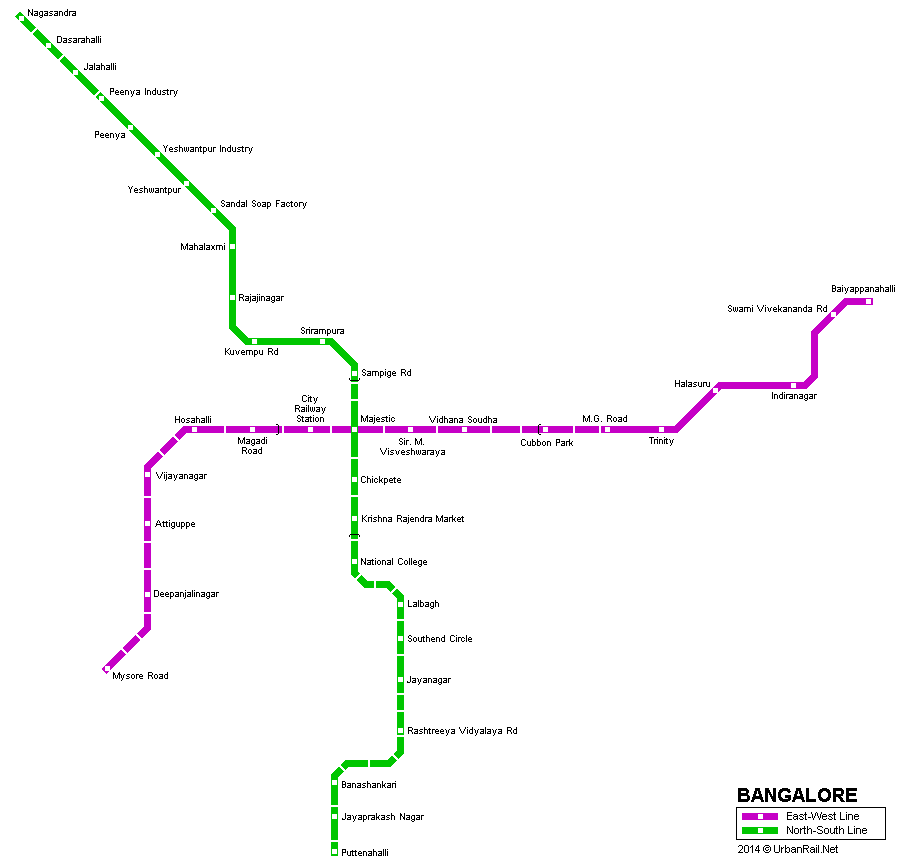 Nagasandra
Dasarahalli
Jalahalli
Peenya Industry
Peenya
Yeshwantpur Industry
Yeshwantpur
Sandal Soap Factory
Mahalaxmi
Rajajinagar
Kuvempu Rd
Srirampura
Sampige Rd
Baiyappanahalli
Swami Vivekananda Rd
Halasuru
Indiranagar
Hosahalli
Magadi
Road
City
Railway
Station
Majestic
Sir. M.
Visveshwaraya
Vidhana Soudha
Cubbon Park
M.G. Road
Trinity
Vijayanagar
Attiguppe
Deepanjalinagar
Mysore Road
Chickpete
Krishna Rajendra Market
National College
Lalbagh
Southend Circle
Jayanagar
Rashtreeya Vidyalaya Rd
Banashankari
Jayaprakash Nagar
Puttenahalli
BANGALORE
East-West Line
North-South Line
2014 © UrbanRail.Net